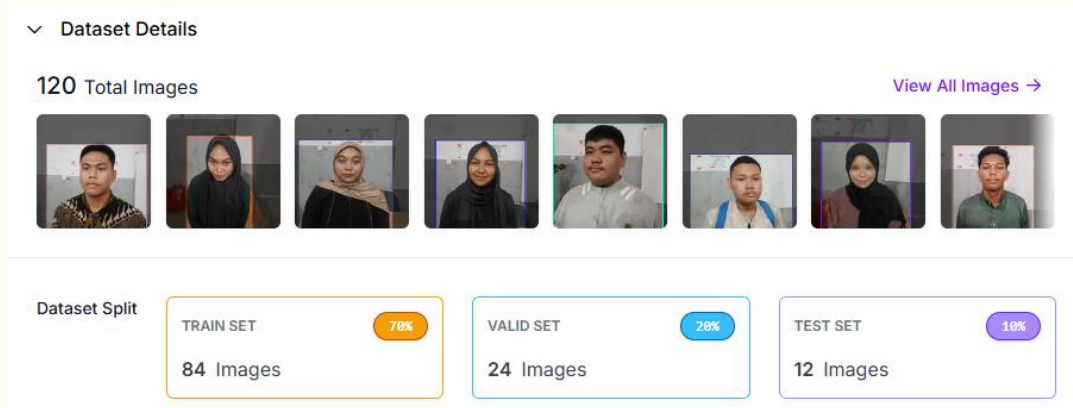 Dataset Details
120 Total Images
View All Images →
Dataset Split
TRAIN SET 70%
84 Images
VALID SET 20%
24 Images
TEST SET 10%
12 Images